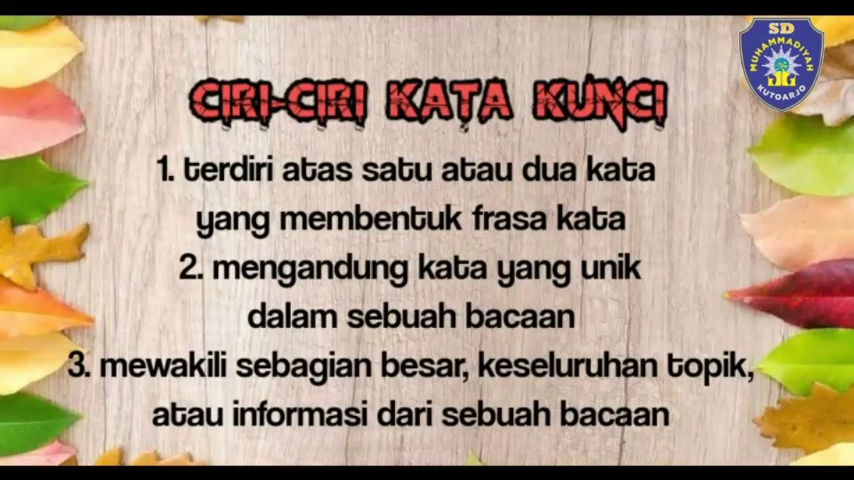 SD
MUHAMMADIYAH
KUTOARJO
CIRI-CIRI KATA KUNCI
1. terdiri atas satu atau dua kata
yang membentuk frasa kata
2. mengandung kata yang unik
dalam sebuah bacaan
3. mewakili sebagian besar, keseluruhan topik,
atau informasi dari sebuah bacaan